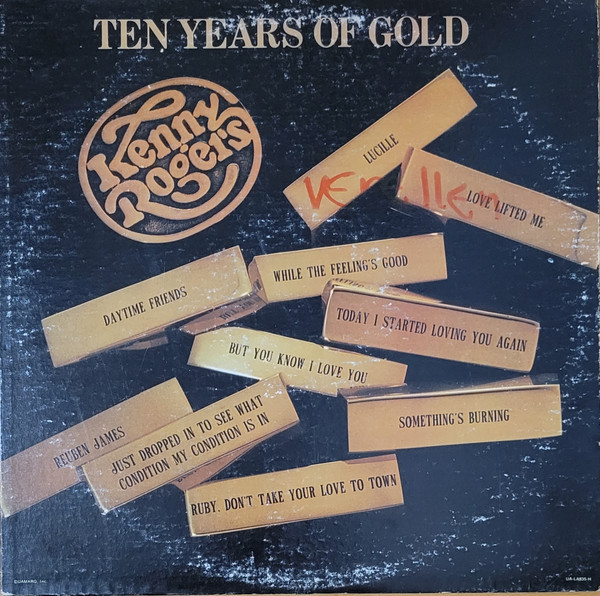 TEN YEARS OF GOLD
Kenny
Rogers
LUCILLE
LOVE LIFTED ME
WHILE THE FEELING'S GOOD
DAYTIME FRIENDS
TODAY I STARTED LOVING YOU AGAIN
BUT YOU KNOW I LOVE YOU
SOMETHING'S BURNING
REUBEN JAMES
JUST DROPPED IN TO SEE WHAT
CONDITION MY CONDITION IS IN
RUBY, DON'T TAKE YOUR LOVE TO TOWN
UA-LA835-H